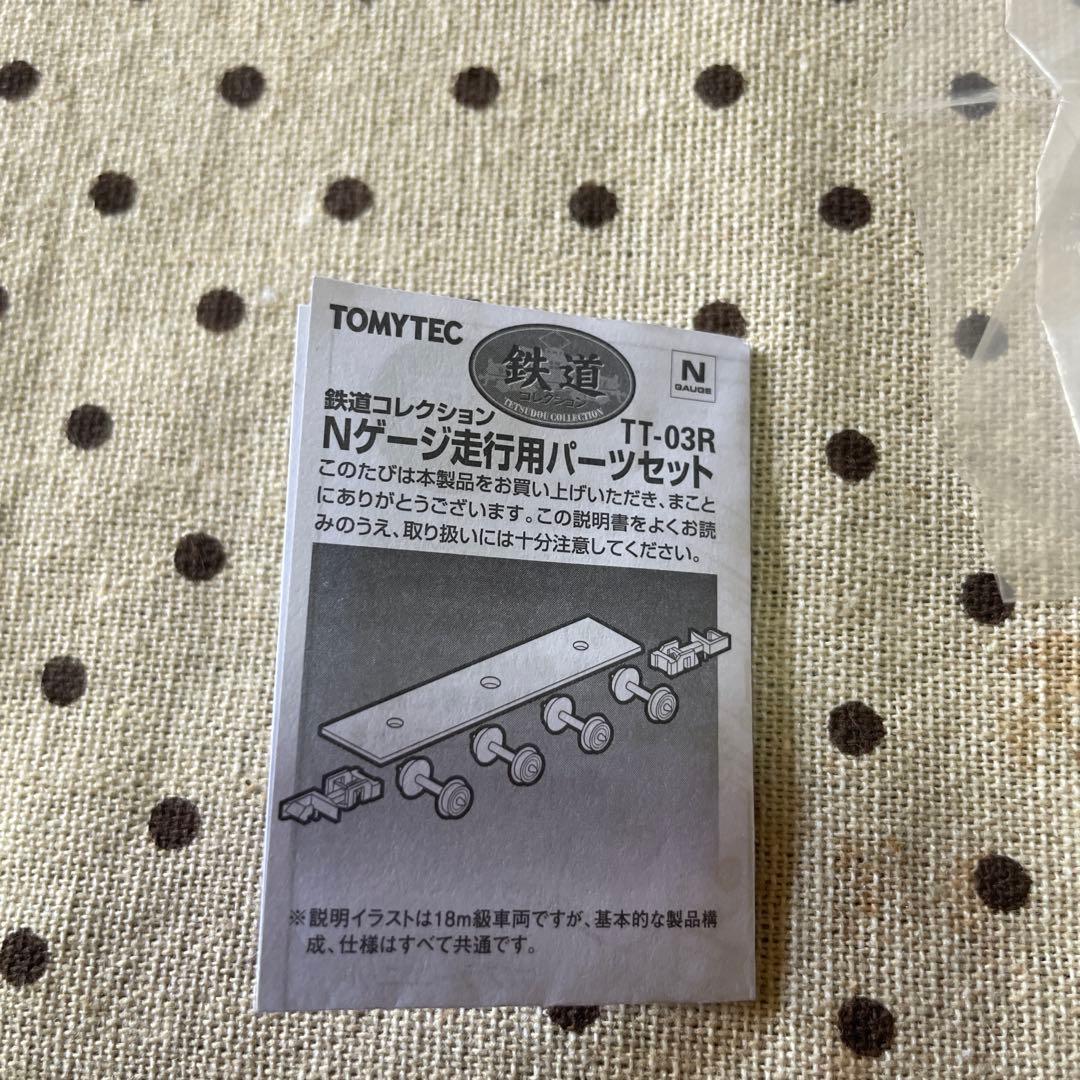 TOMYTEC
鉄道
コレクション
TETSUDOU COLLECTION
N
GAUGE
鉄道コレクション
TT-03R
Nゲージ走行用パーツセット
このたびは本製品をお買い上げいただき、まこと
にありがとうございます。この説明書をよくお読
みのうえ、取り扱いには十分注意してください。
※説明イラストは18m級車両ですが、基本的な製品構
成、仕様はすべて共通です。